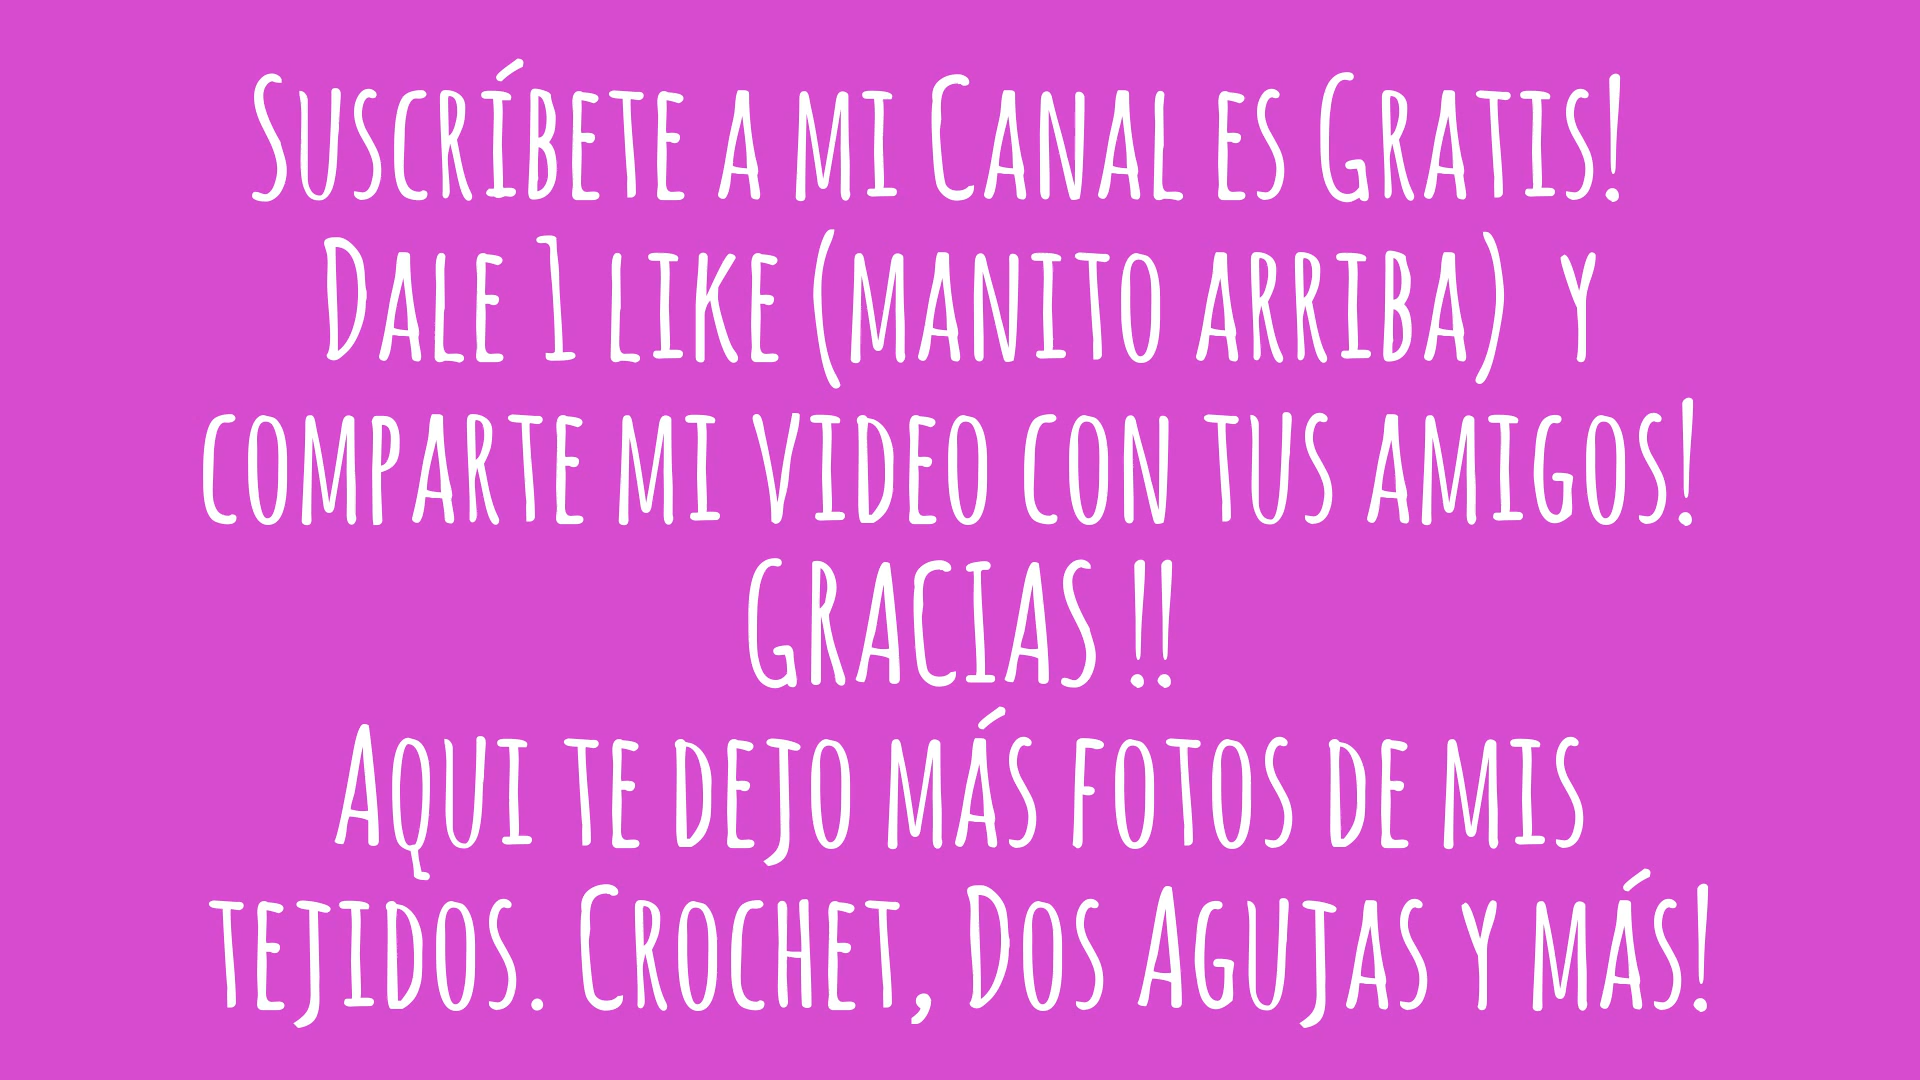 Suscríbete a mi Canal es Gratis!
Dale 1 like (manito arriba) y
comparte mi video con tus amigos!
GRACIAS !!
Aqui te dejo más fotos de mis
tejidos. Crochet, Dos Agujas y más!